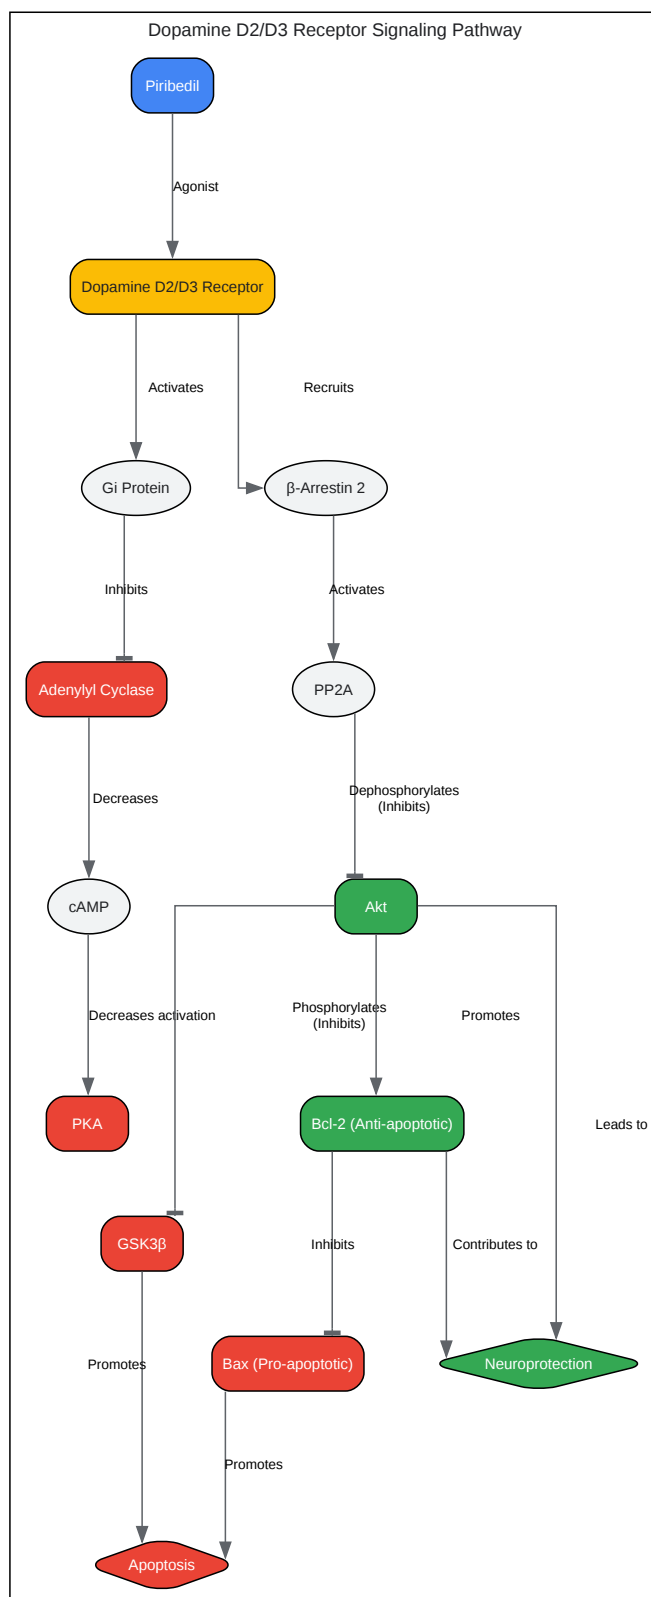 Dopamine D2/D3 Receptor Signaling Pathway
Piribedil
Agonist
Dopamine D2/D3 Receptor
Activates
Recruits
Gi Protein
β-Arrestin 2
Inhibits
Activates
Adenylyl Cyclase
PP2A
Decreases
Dephosphorylates
(Inhibits)
cAMP
Akt
Decreases activation
Phosphorylates
(Inhibits)
Promotes
PKA
Bcl-2 (Anti-apoptotic)
Leads to
GSK3β
Inhibits
Contributes to
Promotes
Bax (Pro-apoptotic)
Neuroprotection
Promotes
Apoptosis